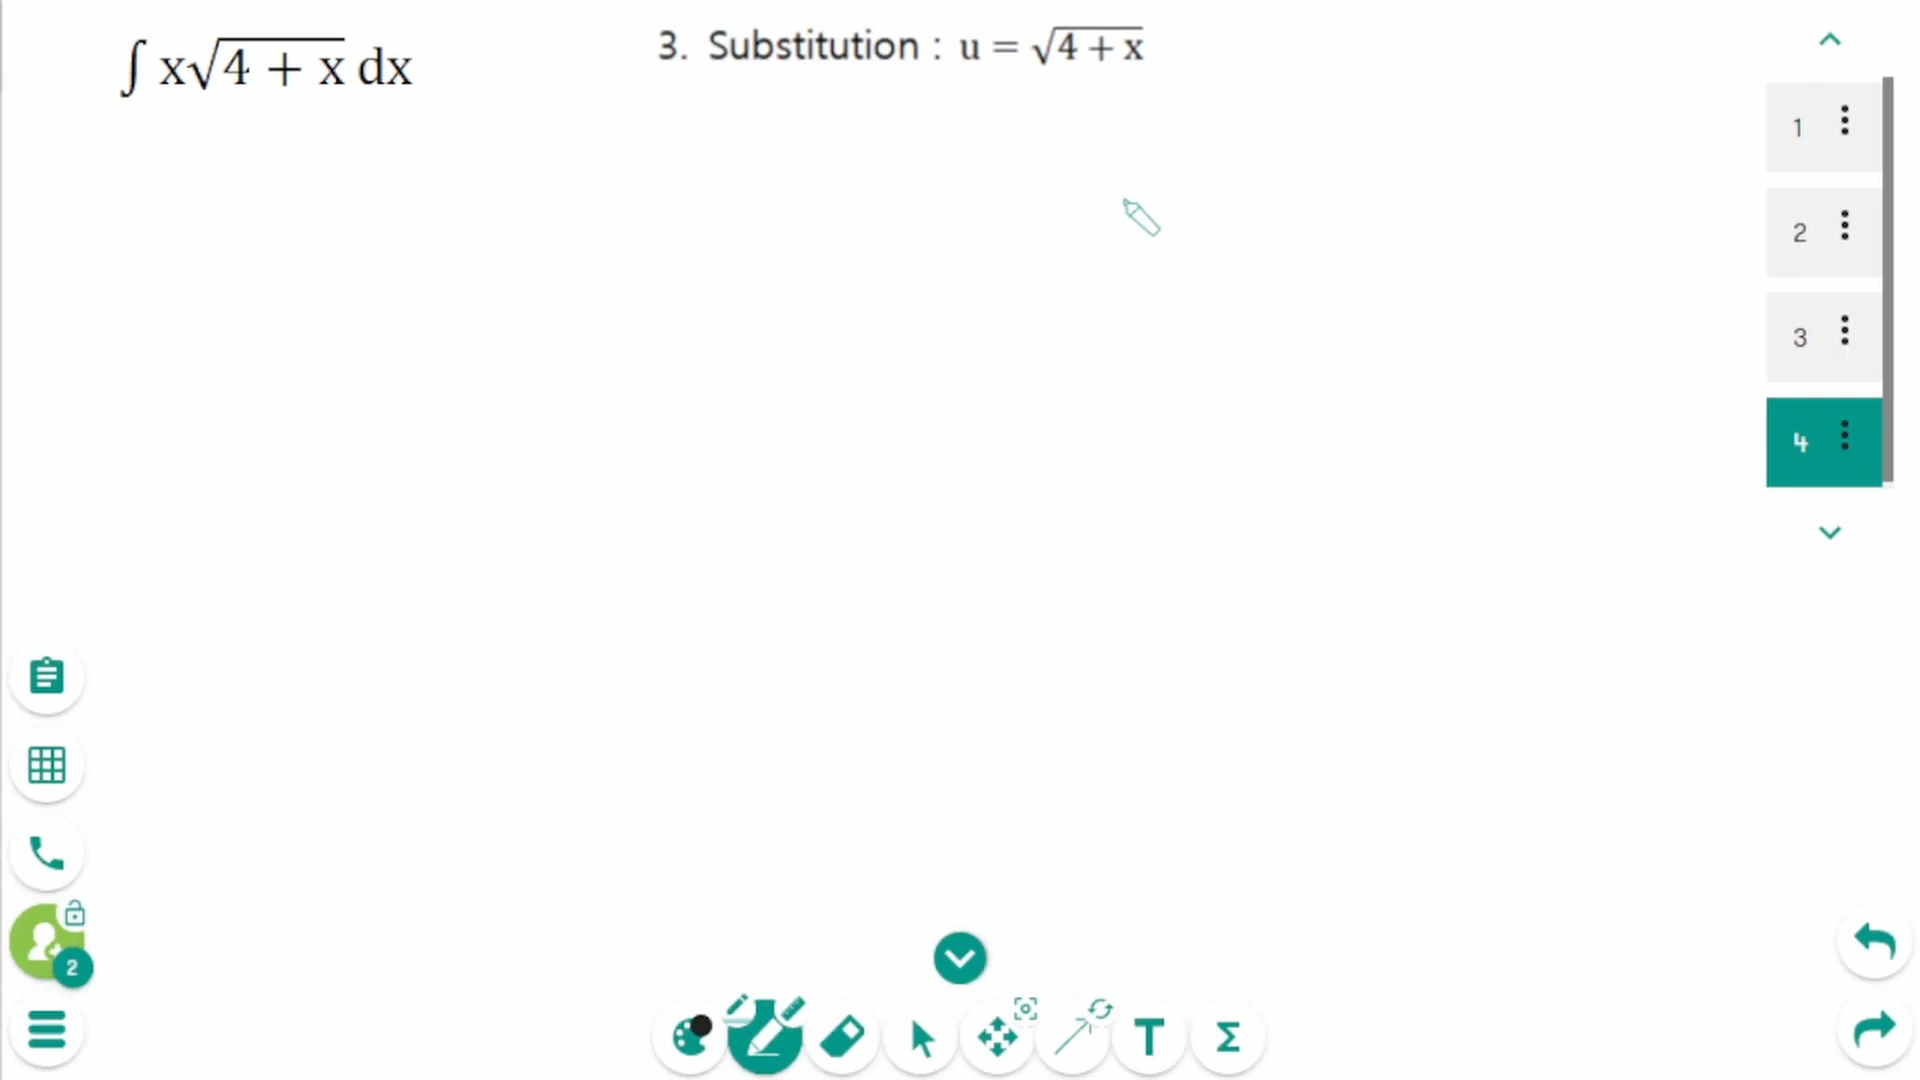 ∫ x√4 + x dx
3. Substitution : u = √4 + x
1
2
3
4
2
T
Σ